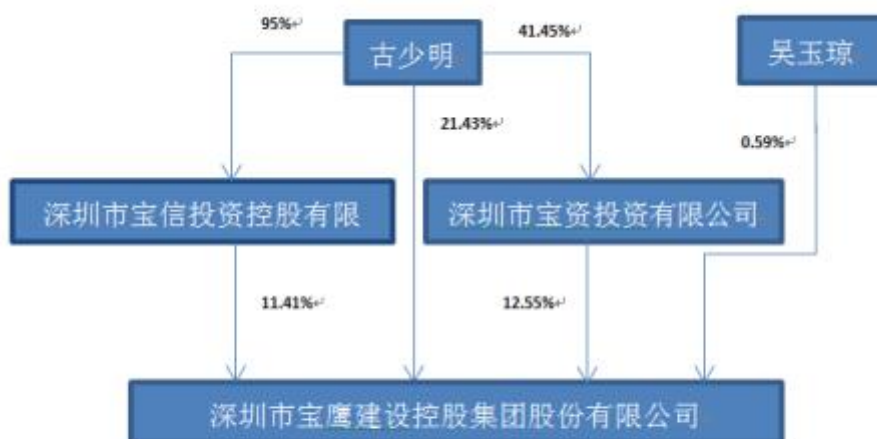 95%↵
古少明
41.45%↵
吴玉琼
21.43%↵
0.59%↵
深圳市宝信投资控股有限
深圳市宝资投资有限公司
11.41%↵
12.55%↵
深圳市宝鹰建设控股集团股份有限公司